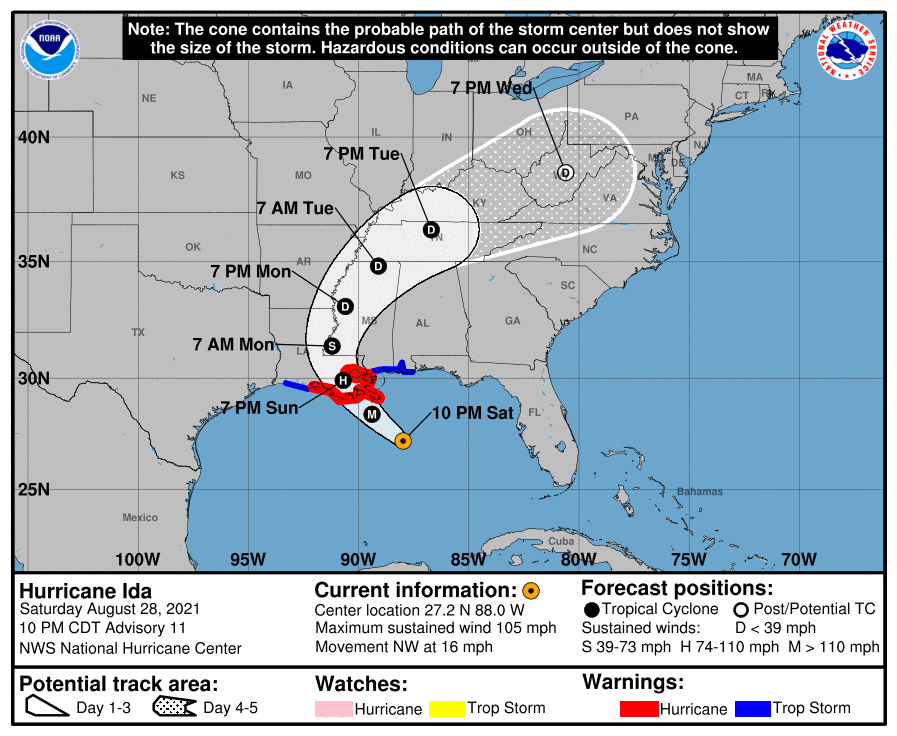 Note: The cone contains the probable path of the storm center but does not show
the size of the storm. Hazardous conditions can occur outside of the cone.
NOAA
NATIONAL WEATHER SERVICE
7 PM Wed
MA
CT
RI
NE
IA
PA
40N
IL
IN
OH
NJ
7 PM Tue
MD
DE
KS
MO
WV
D
VA
KY
7 AM Tue
D
TN
OK
NC
35N
AR
D
7 PM Mon
SC
D
MS
AL
GA
TX
7 AM Mon
S
LA
30N
H
7 PM Sun
M
10 PM Sat
FL
25N
Bahamas
Mexico
Cuba
100W
95W
90W
85W
80W
75W
70W
Hurricane Ida
Saturday August 28, 2021
10 PM CDT Advisory 11
NWS National Hurricane Center
Current information:
Center location 27.2 N 88.0 W
Maximum sustained wind 105 mph
Movement NW at 16 mph
Forecast positions:
Tropical Cyclone
Post/Potential TC
Sustained winds:
D < 39 mph
S 39-73 mph
H 74-110 mph
M > 110 mph
Potential track area:
Day 1-3
Day 4-5
Watches:
Hurricane
Trop Storm
Warnings:
Hurricane
Trop Storm